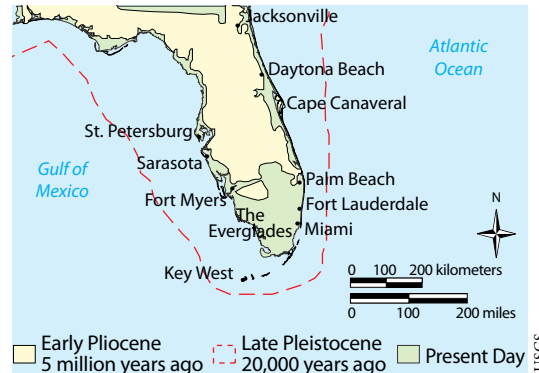 Jacksonville
Atlantic
Ocean
Daytona Beach
Cape Canaveral
St. Petersburg
Gulf of
Mexico
Sarasota
Palm Beach
Fort Myers
Fort Lauderdale
The
Everglades
Miami
N
Key West
0 100 200 kilometers
0 100 200 miles
Early Pliocene
5 million years ago
Late Pleistocene
20,000 years ago
Present Day
USGS